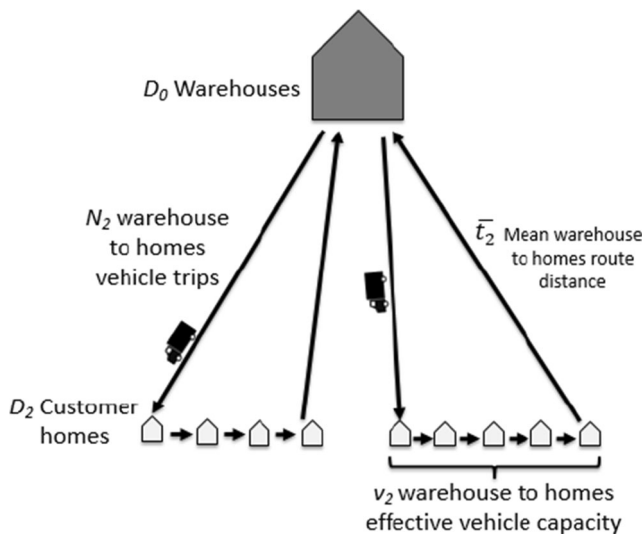 D₀ Warehouses
N₂ warehouse
to homes
vehicle trips
t̄₂ Mean warehouse
to homes route
distance
D₂ Customer
homes
v₂ warehouse to homes
effective vehicle capacity